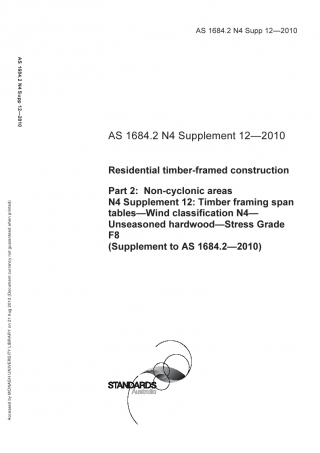 AS 1684.2 N4 Supp 12—2010
AS 1684.2 N4 Supp 12—2010
AS 1684.2 N4 Supplement 12—2010
Residential timber-framed construction
Part 2: Non-cyclonic areas
N4 Supplement 12: Timber framing span
tables—Wind classification N4—
Unseasoned hardwood—Stress Grade
F8
(Supplement to AS 1684.2—2010)
Accessed by MONASH UNIVERSITY LIBRARY on 21 Aug 2010 (Document currency not guaranteed when printed)
STANDARDS
Australia